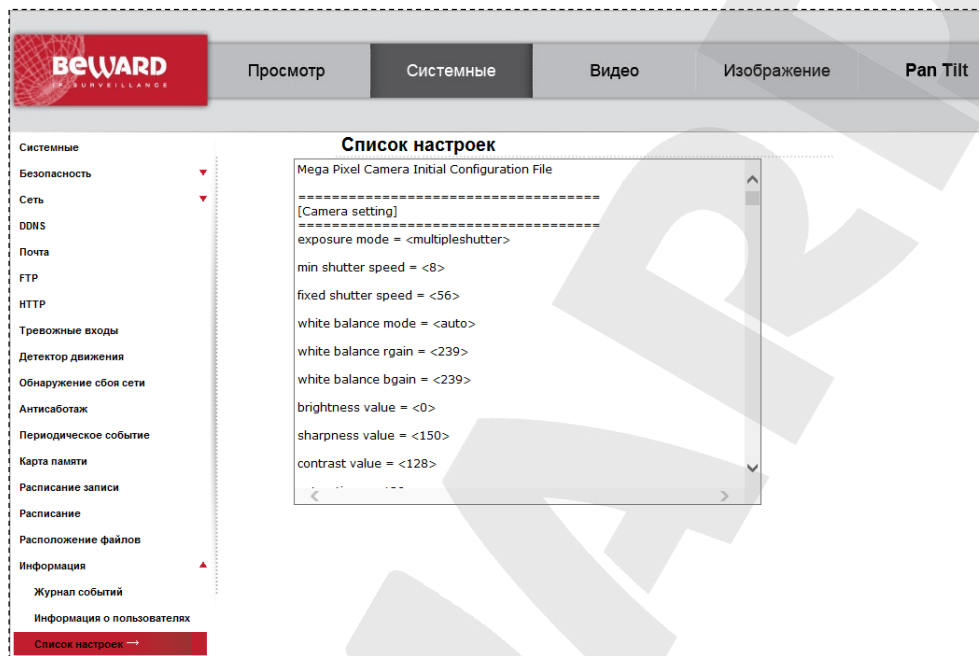 BEWARD
IP SURVEILLANCE
Просмотр
Системные
Видео
Изображение
Pan Tilt
Системные
Безопасность
Сеть
DDNS
Почта
FTP
HTTP
Тревожные входы
Детектор движения
Обнаружение сбоя сети
Антисаботаж
Периодическое событие
Карта памяти
Расписание записи
Расписание
Расположение файлов
Информация
Журнал событий
Информация о пользователях
Список настроек →
Список настроек
Mega Pixel Camera Initial Configuration File
====================================
[Camera setting]
====================================
exposure mode = <multipleshutter>
min shutter speed = <8>
fixed shutter speed = <56>
white balance mode = <auto>
white balance rgain = <239>
white balance bgain = <239>
brightness value = <0>
sharpness value = <150>
contrast value = <128>